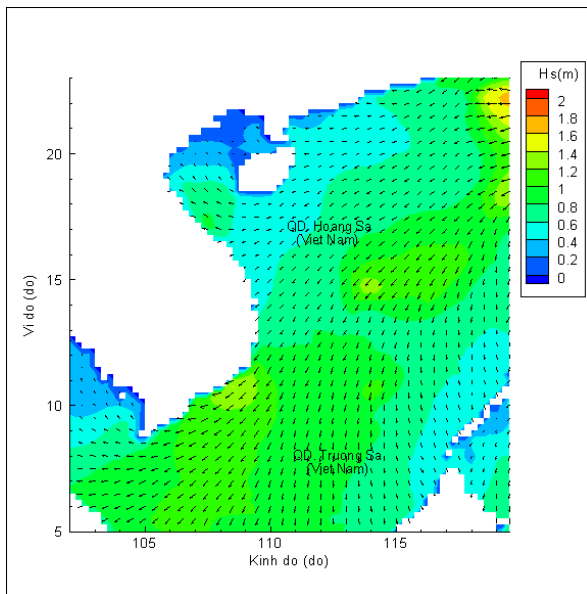 Hs(m)
2
1.8
1.6
1.4
1.2
1
0.8
0.6
0.4
0.2
0
20
15
10
5
Vi do (do)
QD. Hoang Sa
(Viet Nam)
QD. Truong Sa
(Viet Nam)
105
110
115
Kinh do (do)